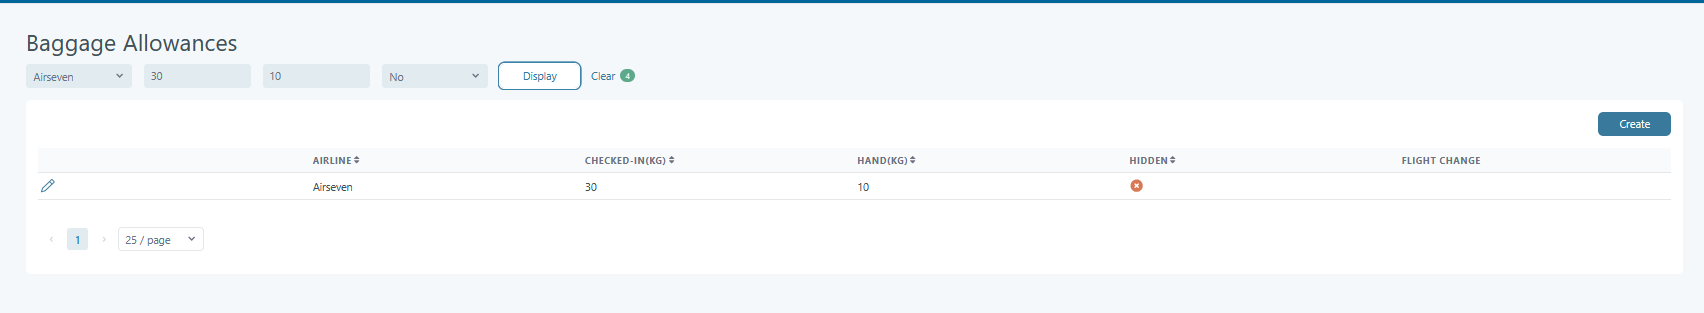 Baggage Allowances
Airseven 30 10 No Display Clear 4
Create
AIRLINE CHECKED-IN(KG) HAND(KG) HIDDEN FLIGHT CHANGE
Airseven 30 10
1 25 / page